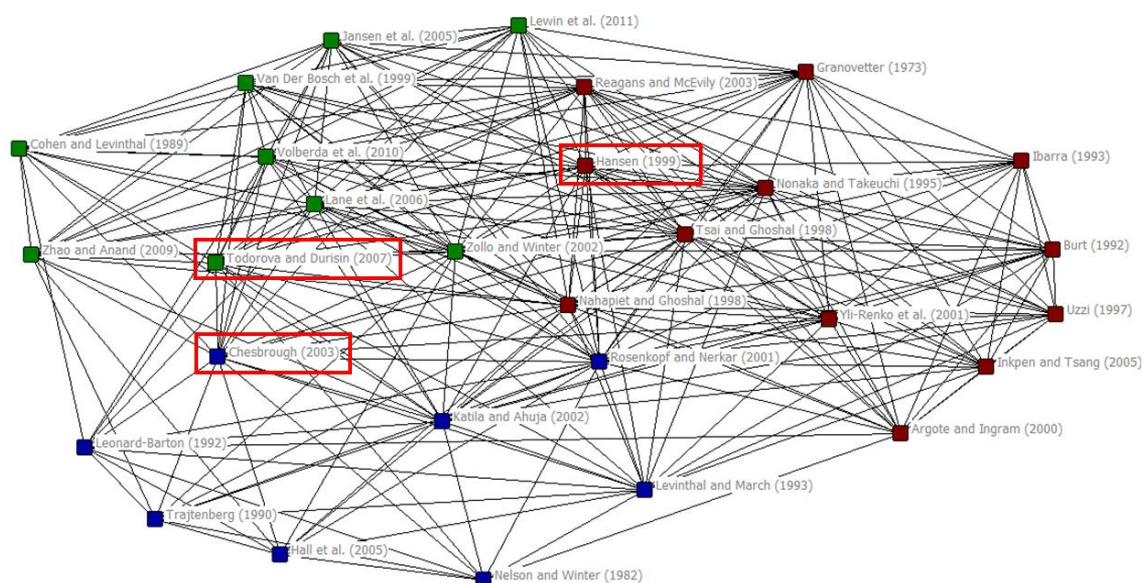 Lewin et al. (2011)
Jansen et al. (2005)
Granovetter (1973)
Van Der Bosch et al. (1999)
Reagans and McEvily (2003)
Cohen and Levinthal (1989)
Volberda et al. (2010)
Hansen (1999)
Ibarra (1993)
Nonaka and Takeuchi (1995)
Lane et al. (2006)
Tsai and Ghoshal (1998)
Zhao and Anand (2009)
Todorova and Durisin (2007)
Zollo and Winter (2002)
Burt (1992)
Nahapiet and Ghoshal (1998)
Yli-Renko et al. (2001)
Uzzi (1997)
Chesbrough (2003)
Rosenkopf and Nerkar (2001)
Inkpen and Tsang (2005)
Katila and Ahuja (2002)
Argote and Ingram (2000)
Leonard-Barton (1992)
Levinthal and March (1993)
Trajtenberg (1990)
Hall et al. (2005)
Nelson and Winter (1982)